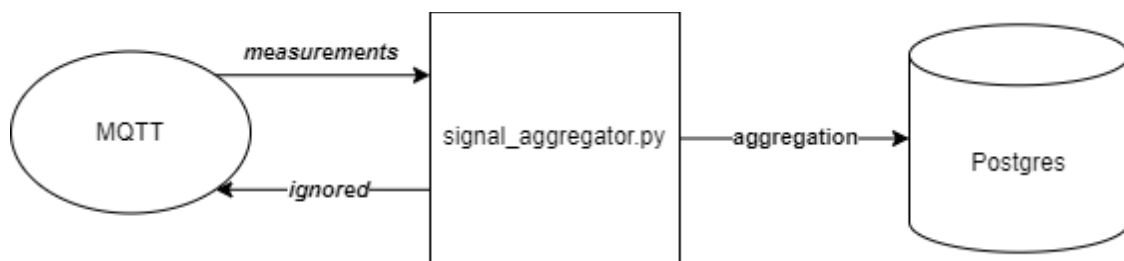 measurements
MQTT
signal_aggregator.py
aggregation
Postgres
ignored